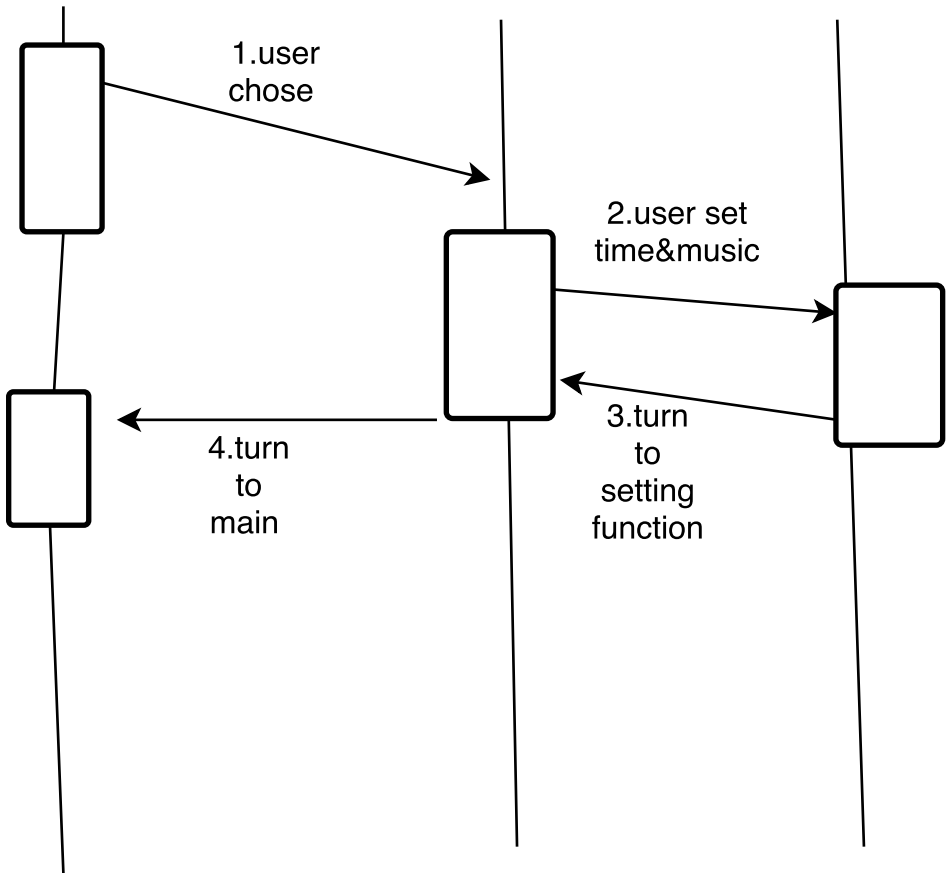 1.user
chose
2.user set
time&music
3.turn
to
setting
function
4.turn
to
main